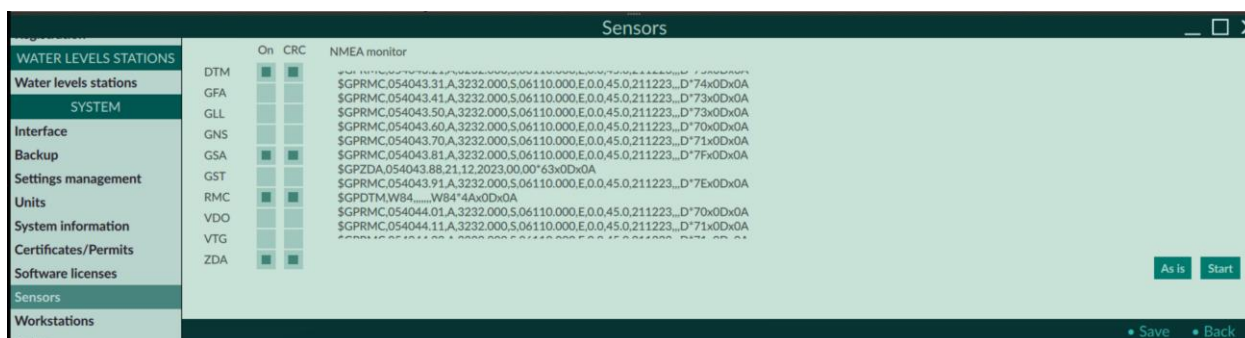 Sensors
WATER LEVELS STATIONS
Water levels stations
SYSTEM
Interface
Backup
Settings management
Units
System information
Certificates/Permits
Software licenses
Sensors
Workstations
On CRC NMEA monitor
DTM
GFA
GLL
GNS
GSA
GST
RMC
VDO
VTG
ZDA
$GPRMC,054043.31,A,3232.000,S,06110.000,E,0.0,45.0,211223,,,D*74x0Dx0A
$GPRMC,054043.41,A,3232.000,S,06110.000,E,0.0,45.0,211223,,,D*73x0Dx0A
$GPRMC,054043.50,A,3232.000,S,06110.000,E,0.0,45.0,211223,,,D*73x0Dx0A
$GPRMC,054043.60,A,3232.000,S,06110.000,E,0.0,45.0,211223,,,D*70x0Dx0A
$GPRMC,054043.70,A,3232.000,S,06110.000,E,0.0,45.0,211223,,,D*71x0Dx0A
$GPRMC,054043.81,A,3232.000,S,06110.000,E,0.0,45.0,211223,,,D*7Fx0Dx0A
$GPZDA,054043.88,21,12,2023,00,00*63x0Dx0A
$GPRMC,054043.91,A,3232.000,S,06110.000,E,0.0,45.0,211223,,,D*7Ex0Dx0A
$GPDTM,W84,,,,,,,W84*4Ax0Dx0A
$GPRMC,054044.01,A,3232.000,S,06110.000,E,0.0,45.0,211223,,,D*70x0Dx0A
$GPRMC,054044.11,A,3232.000,S,06110.000,E,0.0,45.0,211223,,,D*71x0Dx0A
As is Start
Save Back